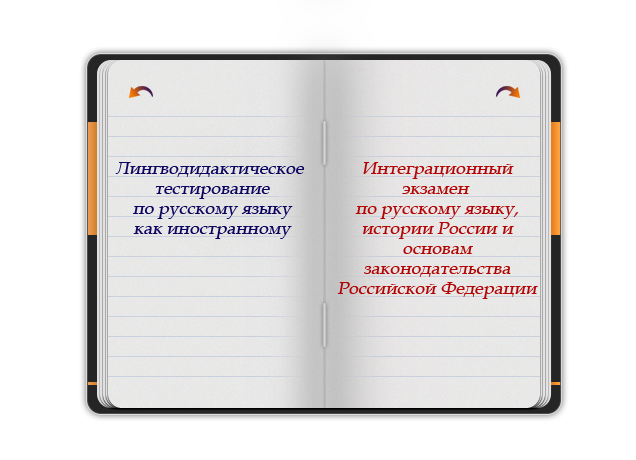 Лингводидактическое
тестирование
по русскому языку
как иностранному
Интеграционный
экзамен
по русскому языку,
истории России и
основам
законодательства
Российской Федерации